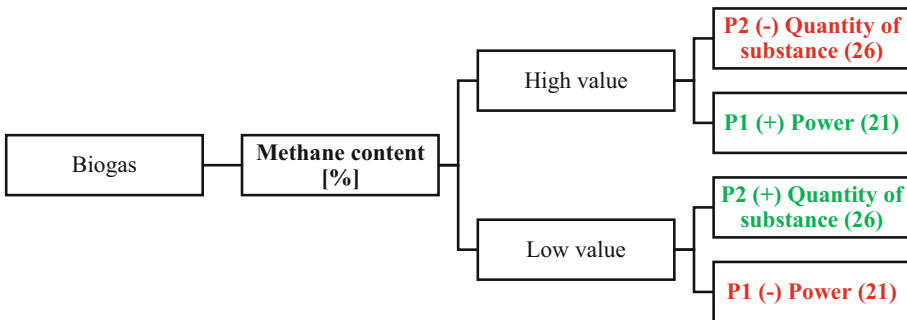 P2 (-) Quantity of
substance (26)
High value
P1 (+) Power (21)
Biogas
Methane content
[%]
P2 (+) Quantity of
substance (26)
Low value
P1 (-) Power (21)